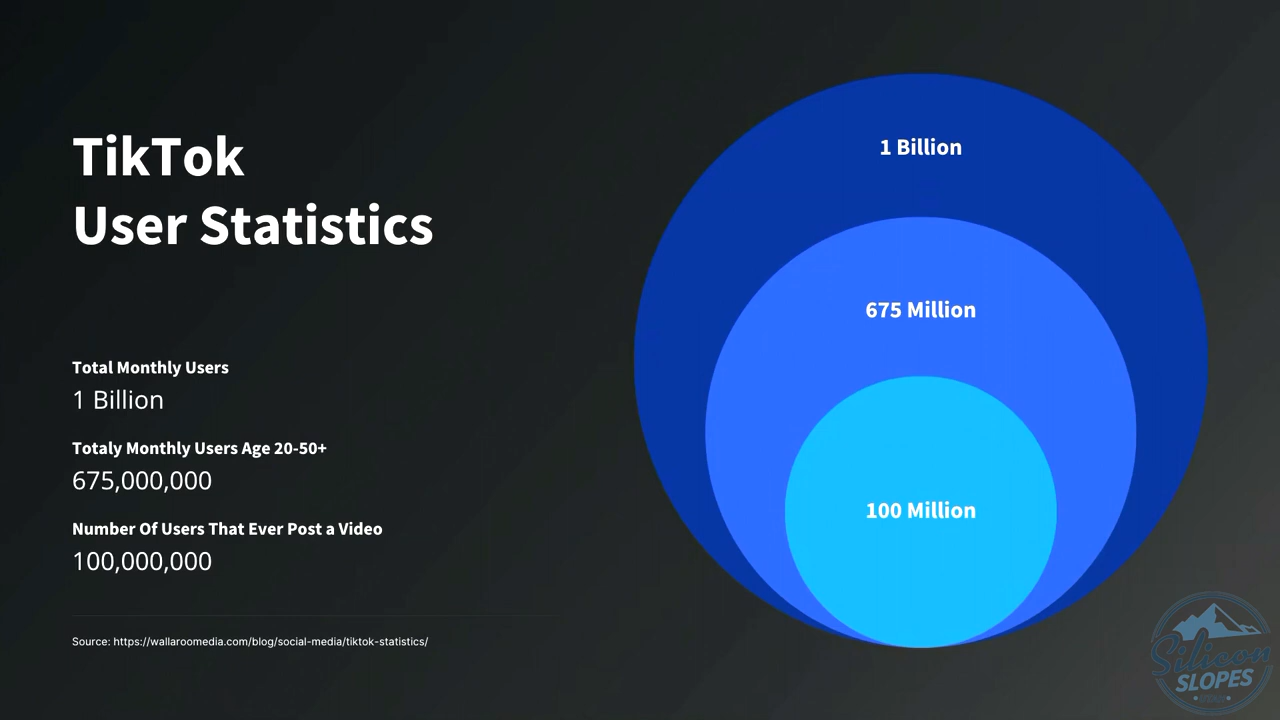 TikTok
User Statistics
Total Monthly Users
1 Billion
Totaly Monthly Users Age 20-50+
675,000,000
Number Of Users That Ever Post a Video
100,000,000
Source: https://wallaroomedia.com/blog/social-media/tiktok-statistics/
1 Billion
675 Million
100 Million
Silicon
SLOPES